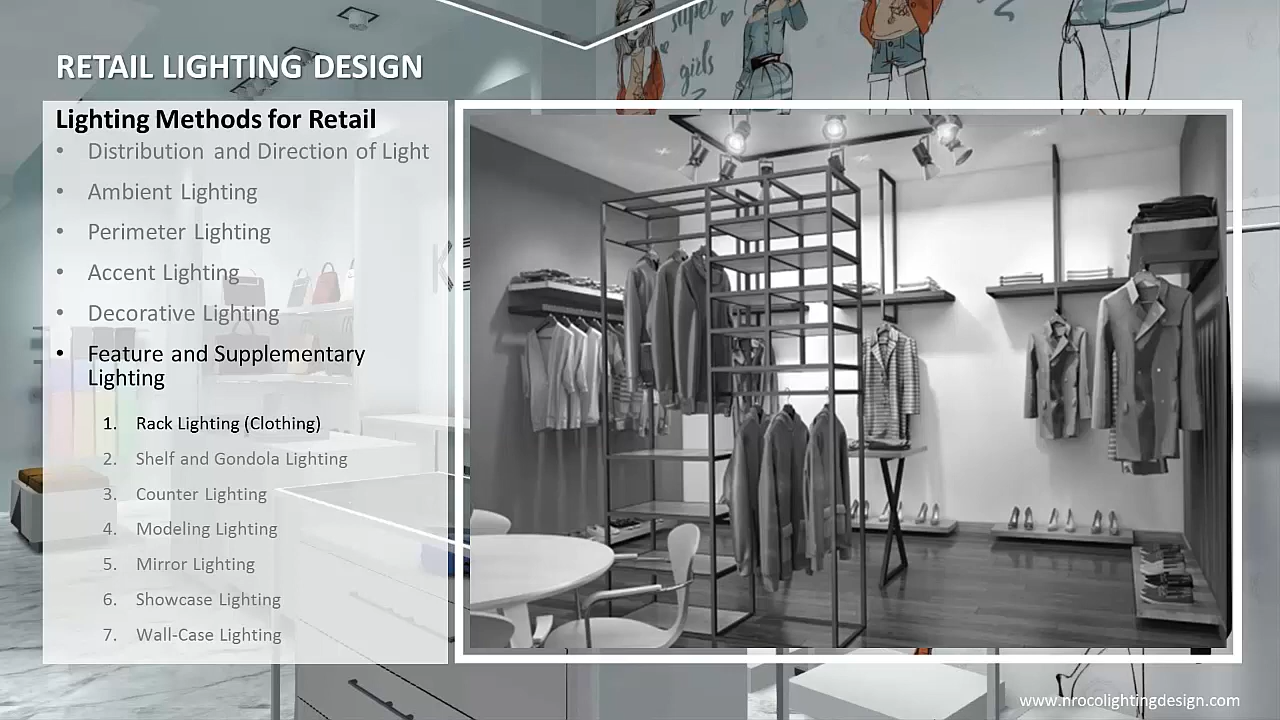 super
girls
RETAIL LIGHTING DESIGN
Lighting Methods for Retail
• Distribution and Direction of Light
• Ambient Lighting
• Perimeter Lighting
• Accent Lighting
• Decorative Lighting
• Feature and Supplementary
Lighting
1. Rack Lighting (Clothing)
2. Shelf and Gondola Lighting
3. Counter Lighting
4. Modeling Lighting
5. Mirror Lighting
6. Showcase Lighting
7. Wall-Case Lighting
www.nrocolightingdesign.com